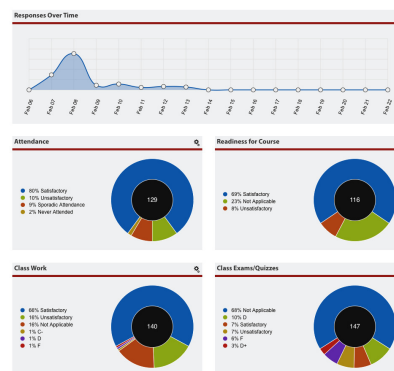 Responses Over Time
Feb 06 Feb 07 Feb 08 Feb 09 Feb 10 Feb 11 Feb 12 Feb 13 Feb 14 Feb 15 Feb 16 Feb 17 Feb 18 Feb 19 Feb 20 Feb 21 Feb 22
Attendance
80% Satisfactory
10% Unsatisfactory
9% Sporadic Attendance
2% Never Attended
129
Readiness for Course
69% Satisfactory
23% Not Applicable
8% Unsatisfactory
116
Class Work
66% Satisfactory
16% Unsatisfactory
16% Not Applicable
1% C-
1% D
1% F
140
Class Exams/Quizzes
66% Not Applicable
10% D
7% Satisfactory
7% Unsatisfactory
6% F
3% D+
147